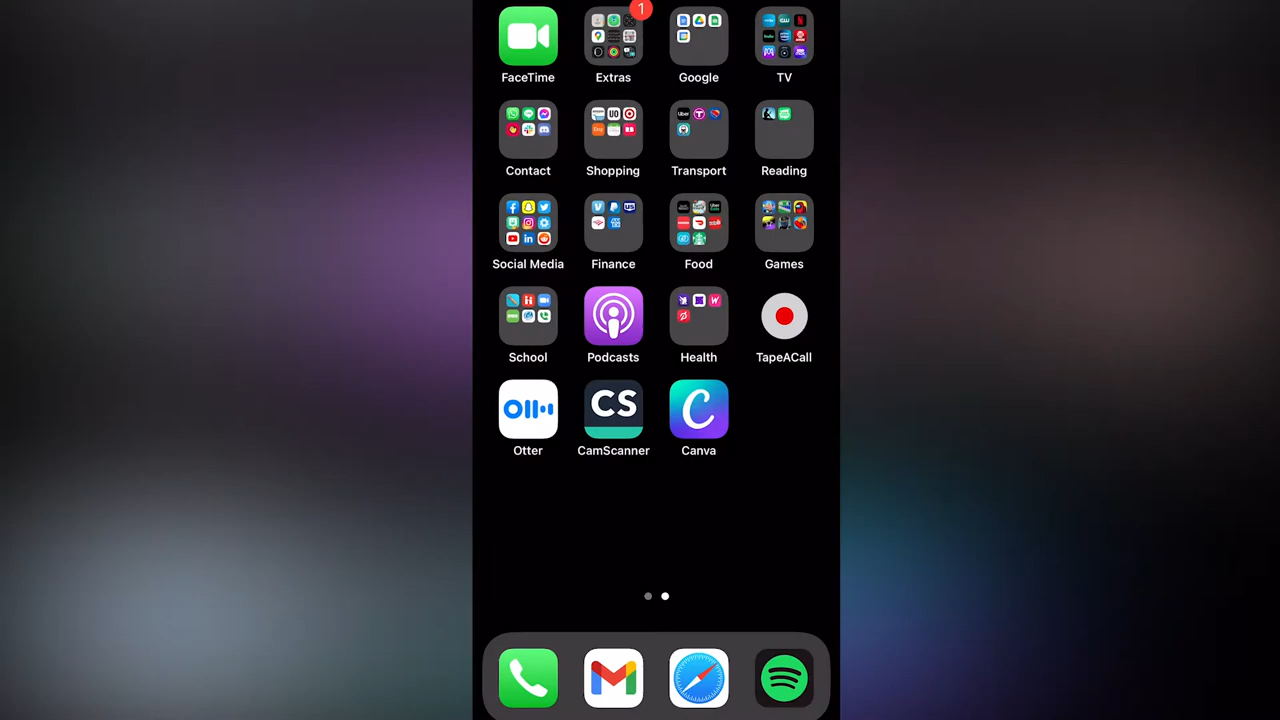 1
FaceTime Extras Google TV
Contact Shopping Transport Reading
Social Media Finance Food Games
School Podcasts Health TapeACall
CS C
Otter CamScanner Canva